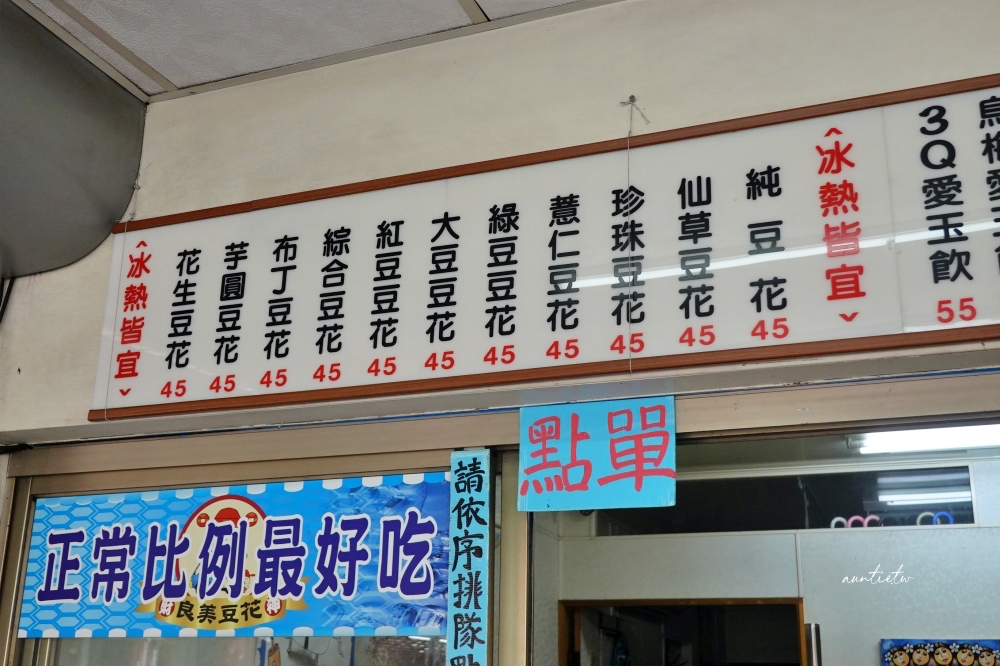 3Q愛玉飲
55
冰熱皆宜
純豆花
45
仙草豆花
45
珍珠豆花
45
薏仁豆花
45
綠豆豆花
45
大豆豆花
45
紅豆豆花
45
綜合豆花
45
布丁豆花
45
芋圓豆花
45
花生豆花
45
冰熱皆宜
點單
請依序排隊點
正常比例最好吃
良美豆花
auntietw